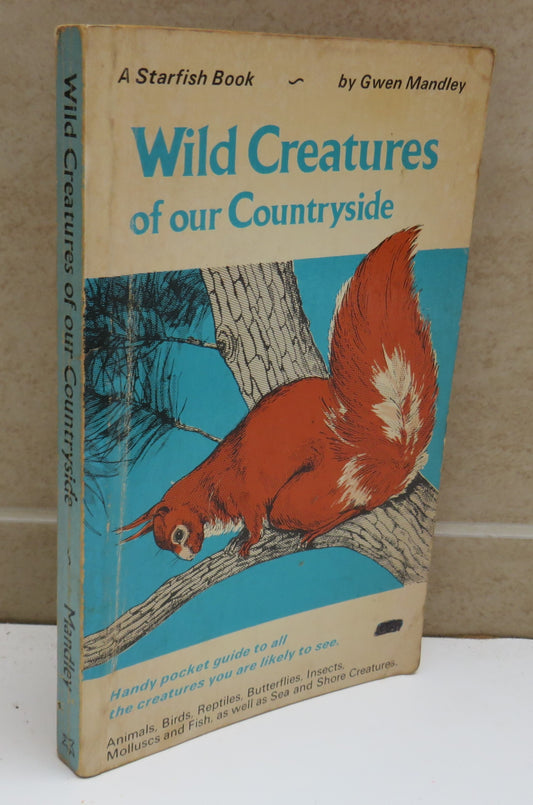 A Starfish Book ~ by Gwen Mandley
Wild Creatures
of our Countryside
Handy pocket guide to all
the creatures you are likely to see.
Animals, Birds, Reptiles, Butterflies, Insects,
Molluscs and Fish, as well as Sea and Shore Creatures.
Wild Creatures of our Countryside ~ Mandley